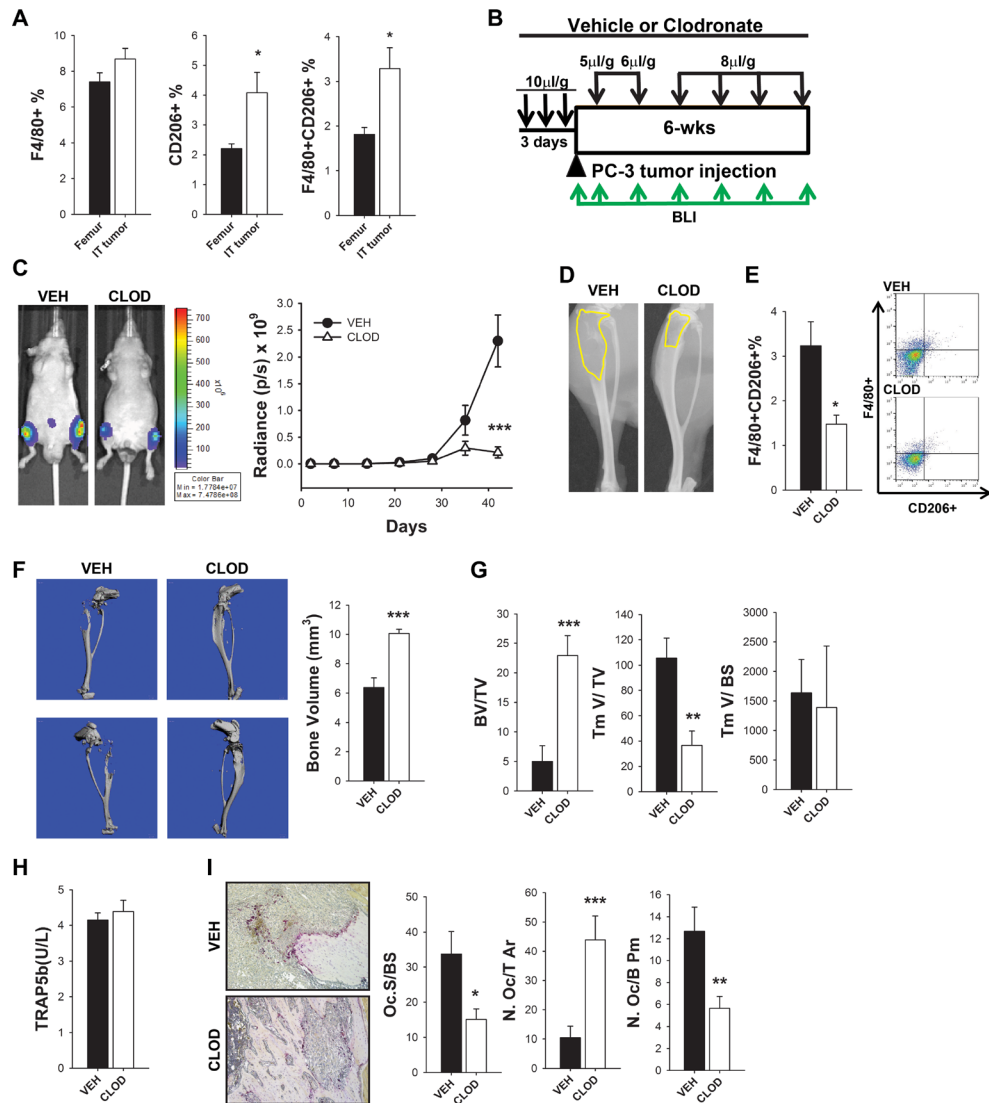 A
F4/80+ %
10
8
6
4
2
0
Femur
IT tumor
CD206+ %
6
5
4
3
2
1
0
*
Femur
IT tumor
F4/80+CD206+%
4
3
2
1
0
*
Femur
IT tumor
B
Vehicle or Clodronate
10µl/g
5µl/g
6µl/g
8µl/g
3 days
6-wks
PC-3 tumor injection
BLI
C
VEH
CLOD
700
600
500
400
300
200
100
x10⁶
Color Bar
Min = 1.7784e+07
Max = 7.4786e+08
Radiance (p/s) x 10⁹
3.0
2.5
2.0
1.5
1.0
0.5
0.0
VEH
CLOD
***
0
10
20
30
40
Days
D
VEH
CLOD
E
F4/80+CD206+%
4
3
2
1
0
*
VEH
CLOD
VEH
CLOD
F4/80+
CD206+
F
VEH
CLOD
Bone Volume (mm³)
12
10
8
6
4
2
0
***
VEH
CLOD
G
BV/TV
30
25
20
15
10
5
0
***
VEH
CLOD
Tm V/ TV
140
120
100
80
60
40
20
0
**
VEH
CLOD
Tm V/ BS
3000
2500
2000
1500
1000
500
0
VEH
CLOD
H
TRAP5b(U/L)
5
4
3
2
1
0
VEH
CLOD
I
VEH
CLOD
Oc.S/BS
50
40
30
20
10
0
*
VEH
CLOD
N. Oc/T Ar
60
50
40
30
20
10
0
***
VEH
CLOD
N. Oc/B Pm
16
14
12
10
8
6
4
2
0
**
VEH
CLOD